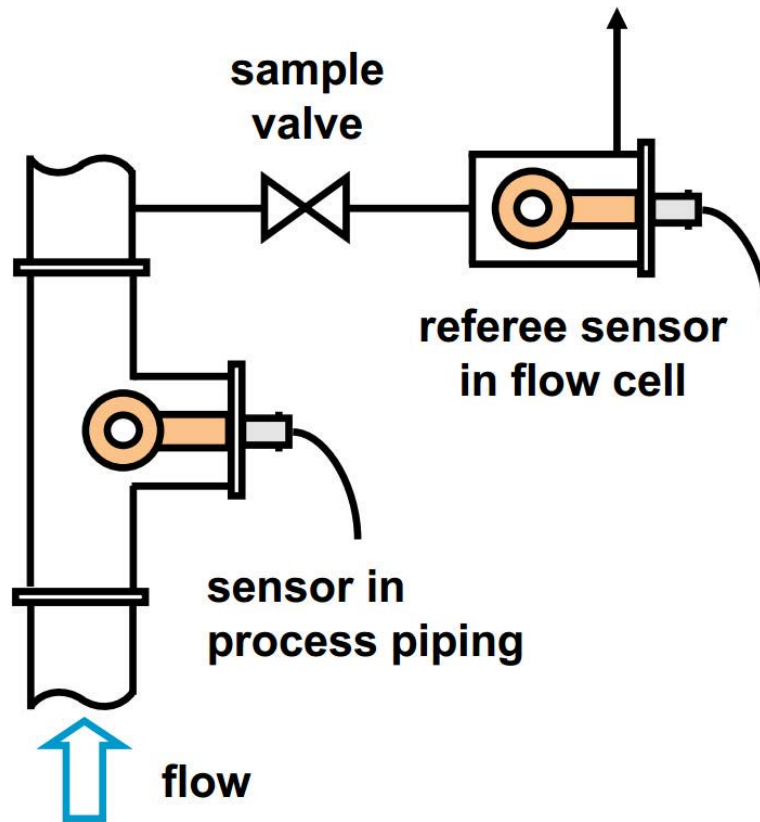 sample
valve
referee sensor
in flow cell
sensor in
process piping
flow